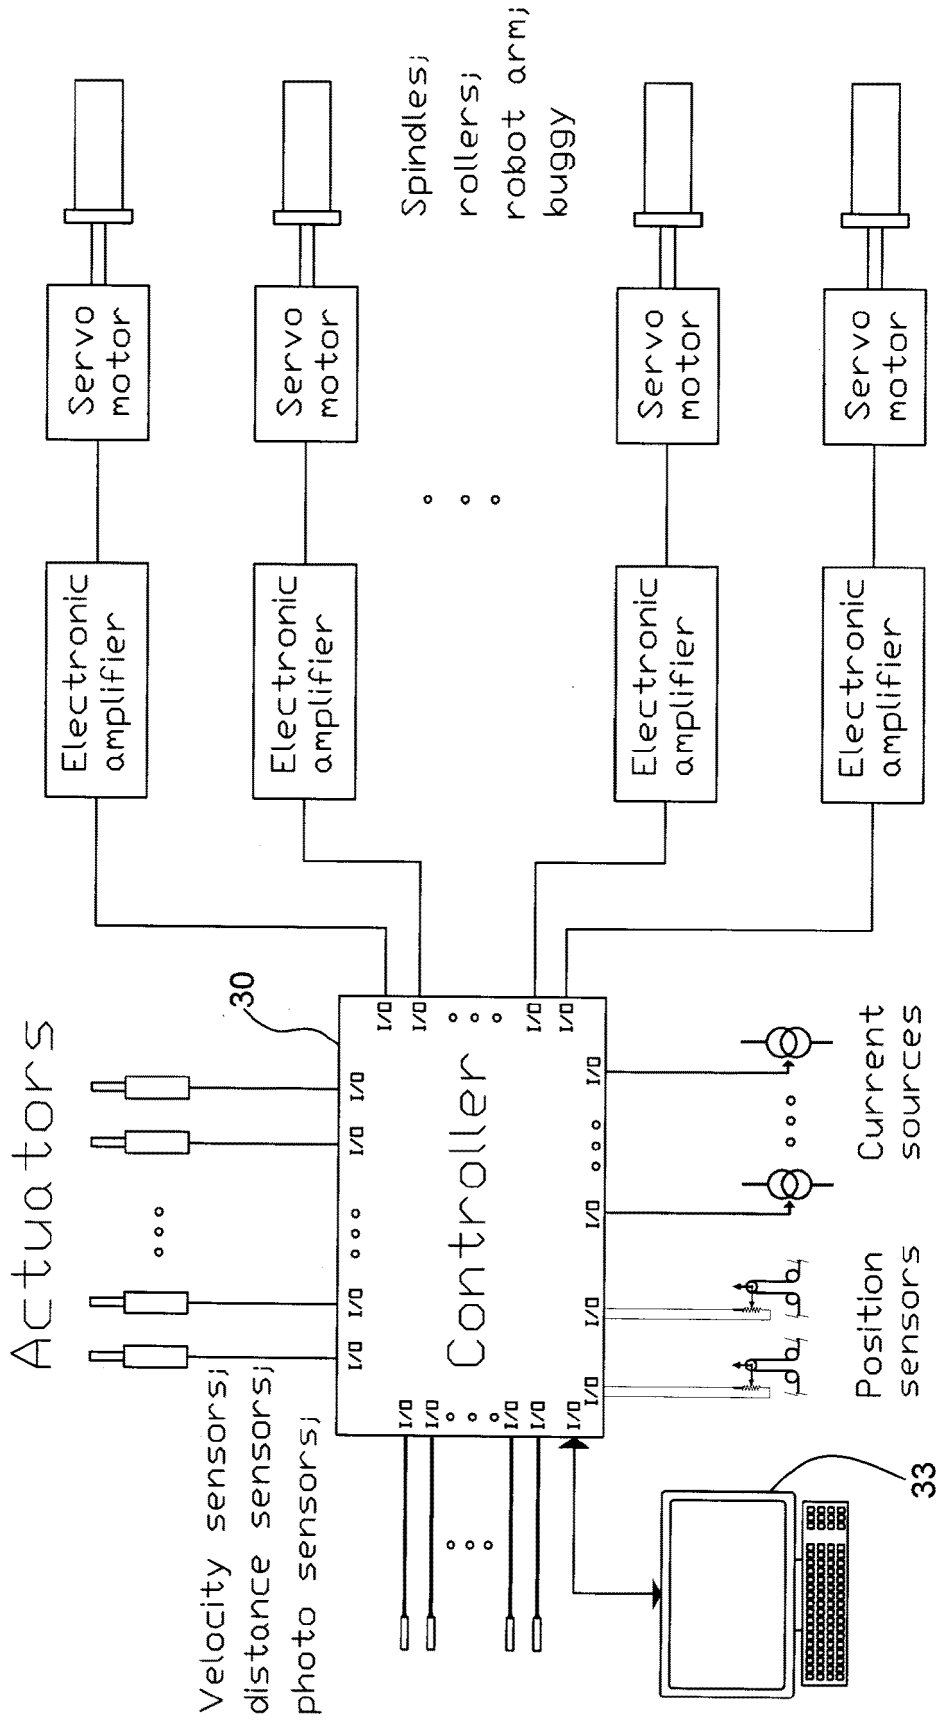 Actuators
Electronic
amplifier
Servo
motor
Velocity sensors;
distance sensors;
photo sensors;
30
Electronic
amplifier
Servo
motor
I/O
I/O
I/O
I/O
I/O
I/O
I/O
I/O
I/O
Controller
I/O
I/O
I/O
I/O
I/O
I/O
I/O
I/O
Spindles;
rollers;
robot arm;
buggy
Electronic
amplifier
Servo
motor
Electronic
amplifier
Servo
motor
Position
sensors
Current
sources
33